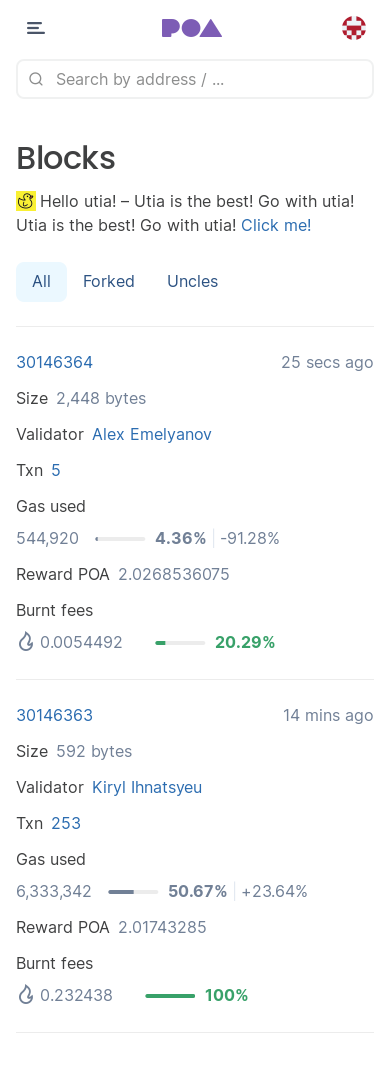 POA
Search by address / ...
Blocks
Hello utia! – Utia is the best! Go with utia!
Utia is the best! Go with utia! Click me!
All Forked Uncles
30146364 25 secs ago
Size 2,448 bytes
Validator Alex Emelyanov
Txn 5
Gas used
544,920 4.36% -91.28%
Reward POA 2.0268536075
Burnt fees
0.0054492 20.29%
30146363 14 mins ago
Size 592 bytes
Validator Kiryl Ihnatsyeu
Txn 253
Gas used
6,333,342 50.67% +23.64%
Reward POA 2.01743285
Burnt fees
0.232438 100%